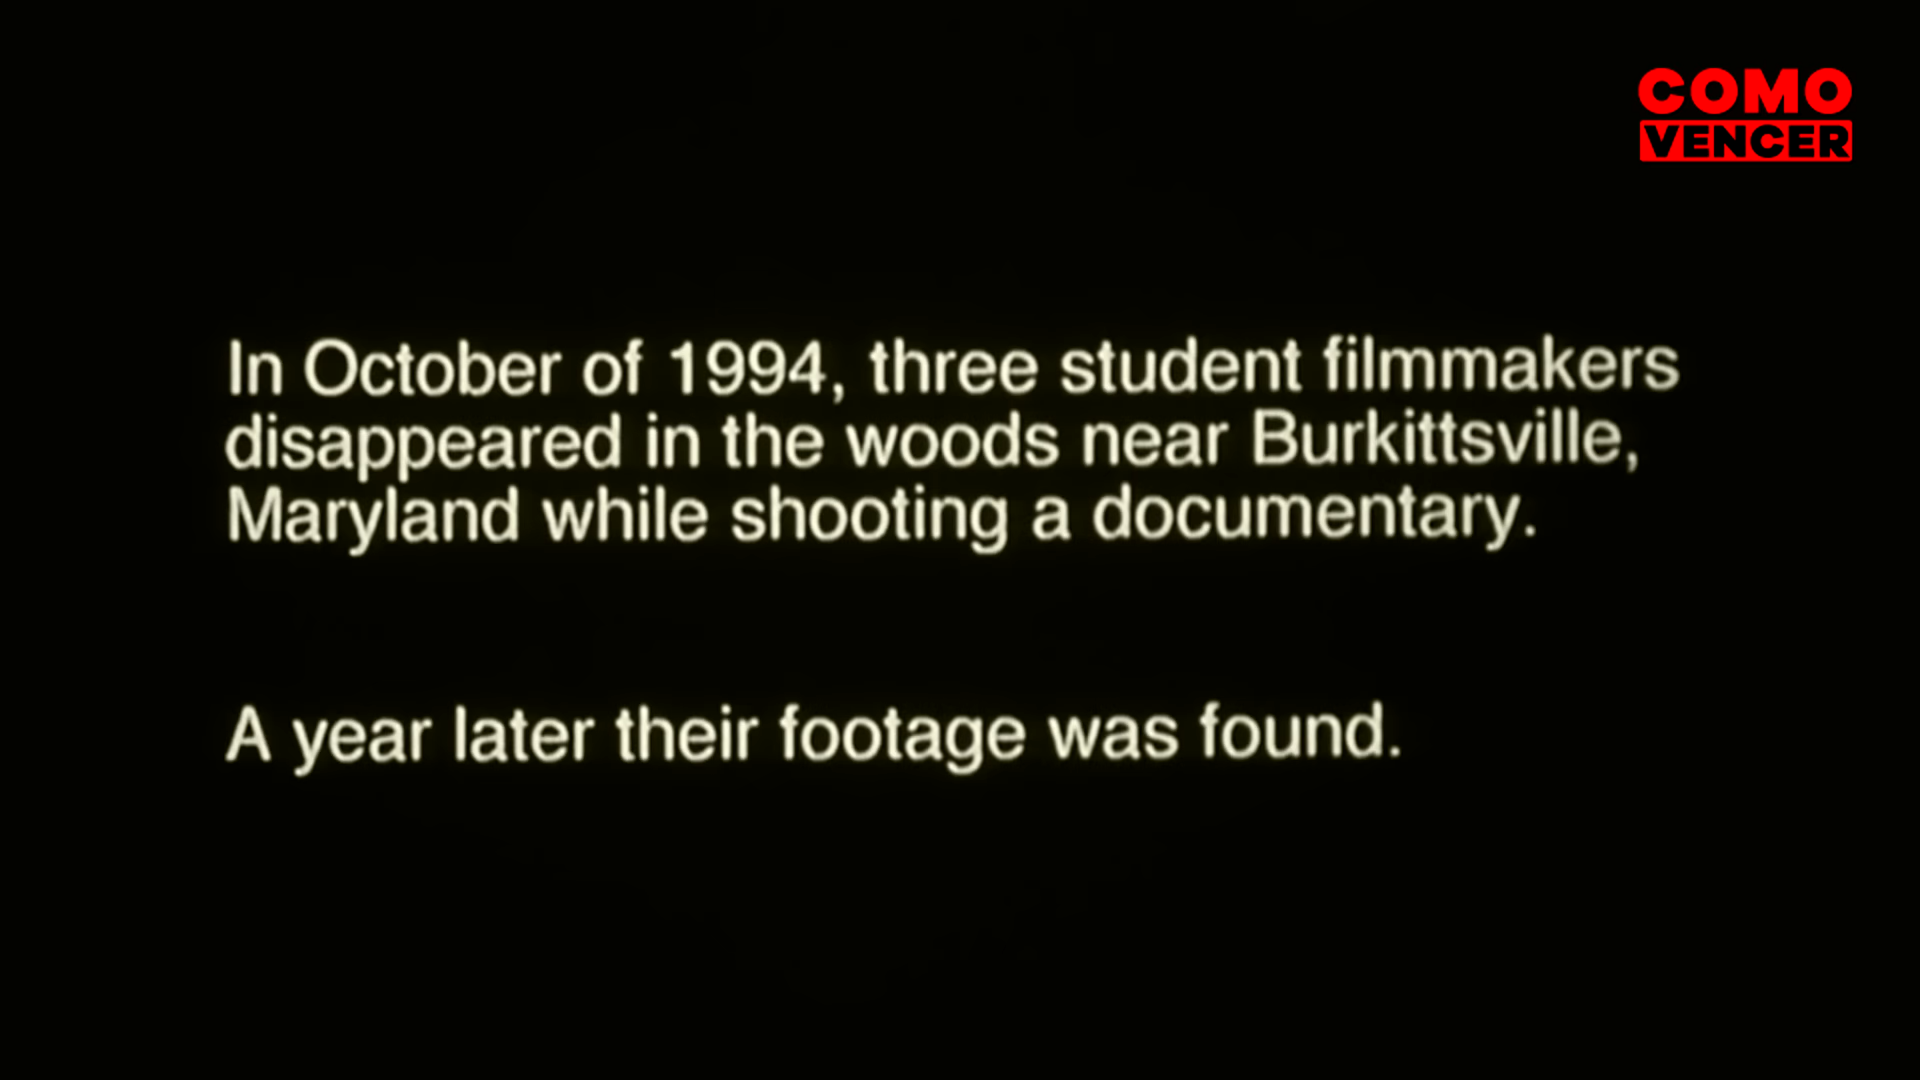 COMO
VENCER
In October of 1994, three student filmmakers
disappeared in the woods near Burkittsville,
Maryland while shooting a documentary.
A year later their footage was found.